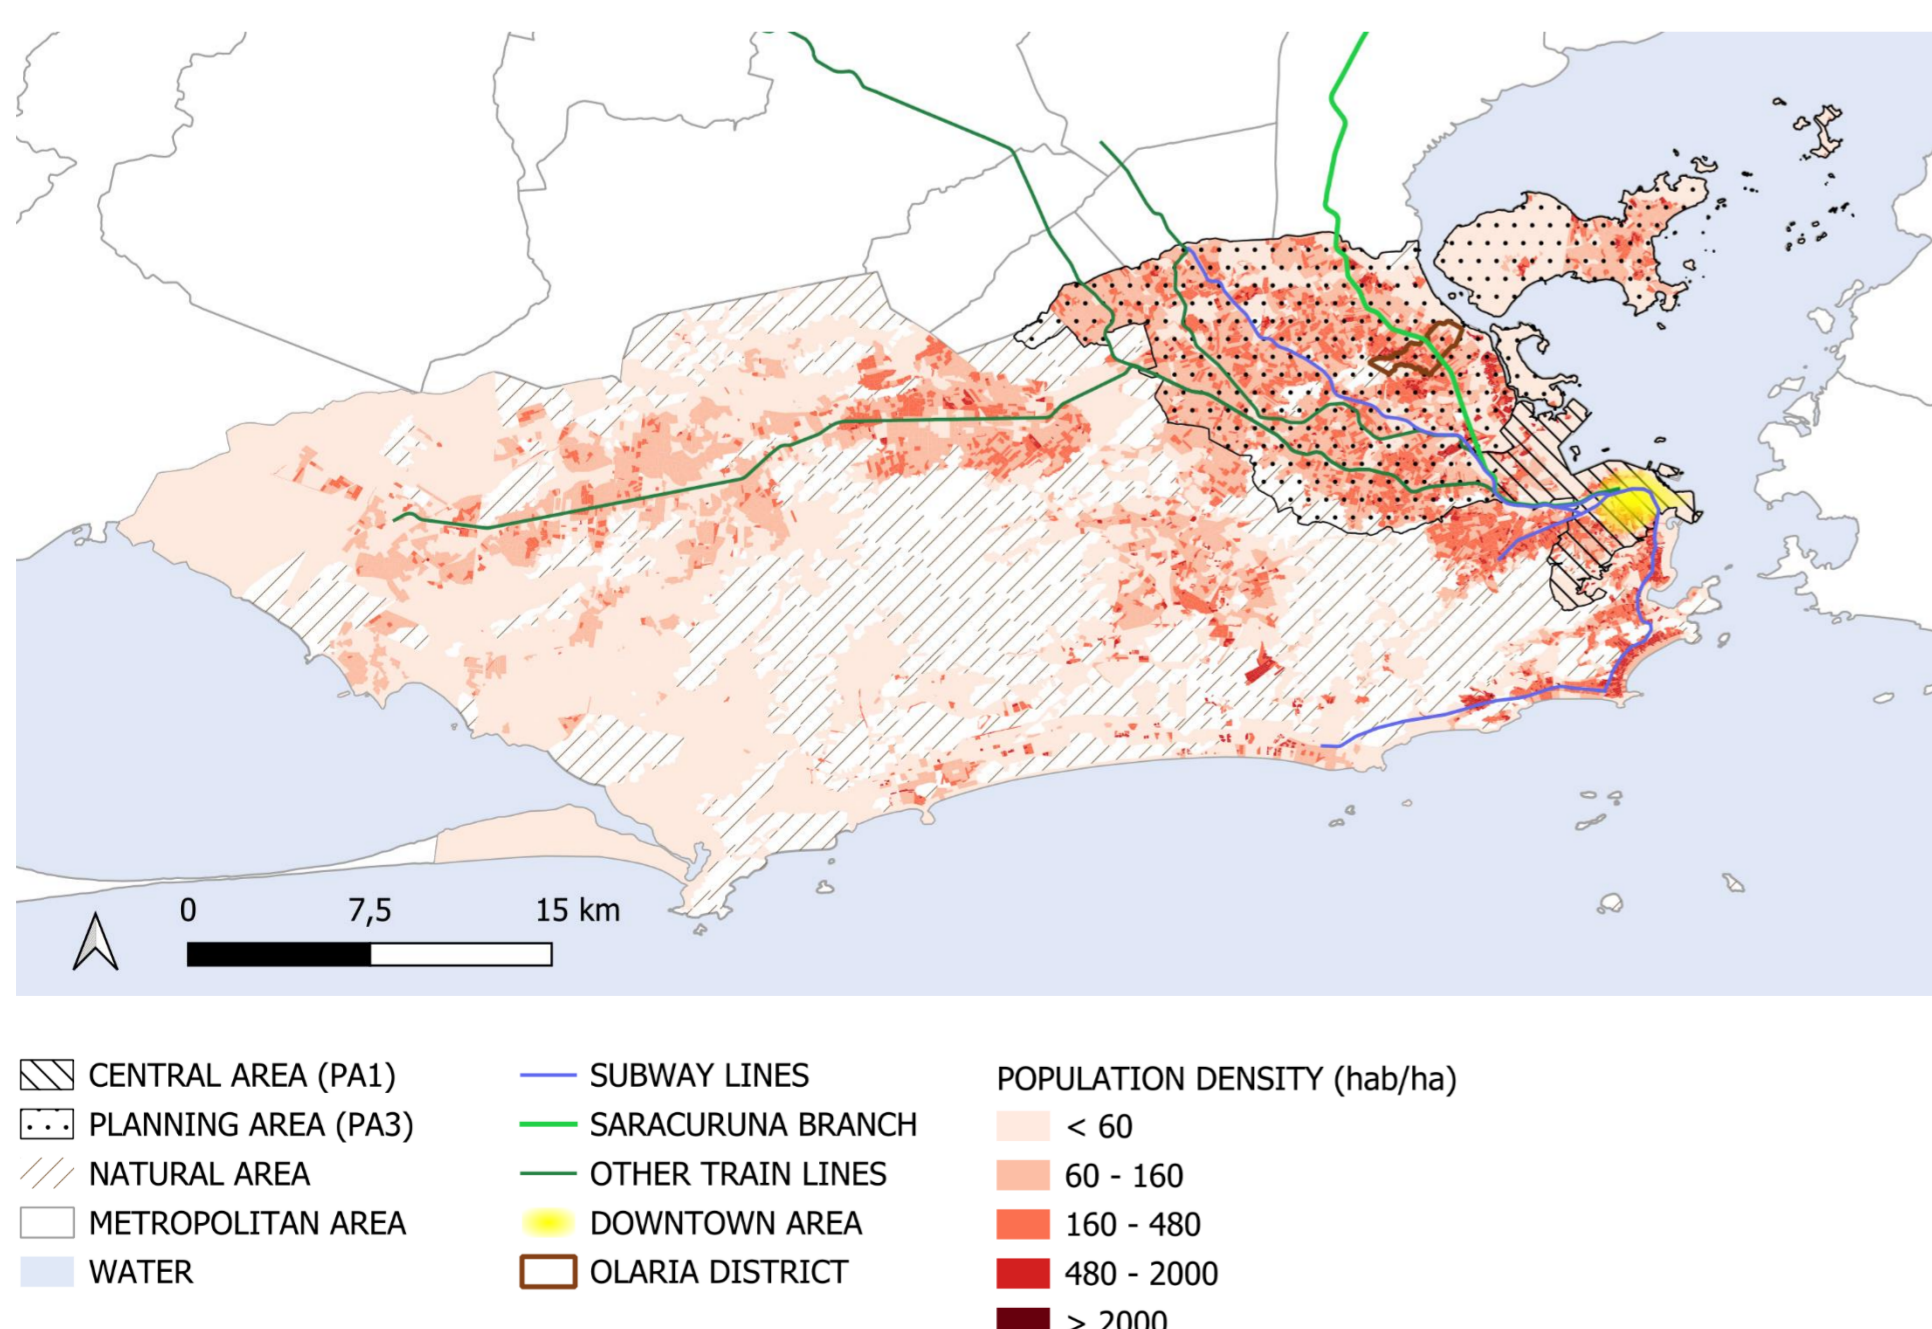 0 7,5 15 km
CENTRAL AREA (PA1)
PLANNING AREA (PA3)
NATURAL AREA
METROPOLITAN AREA
WATER
SUBWAY LINES
SARACURUNA BRANCH
OTHER TRAIN LINES
DOWNTOWN AREA
OLARIA DISTRICT
POPULATION DENSITY (hab/ha)
< 60
60 - 160
160 - 480
480 - 2000
> 2000